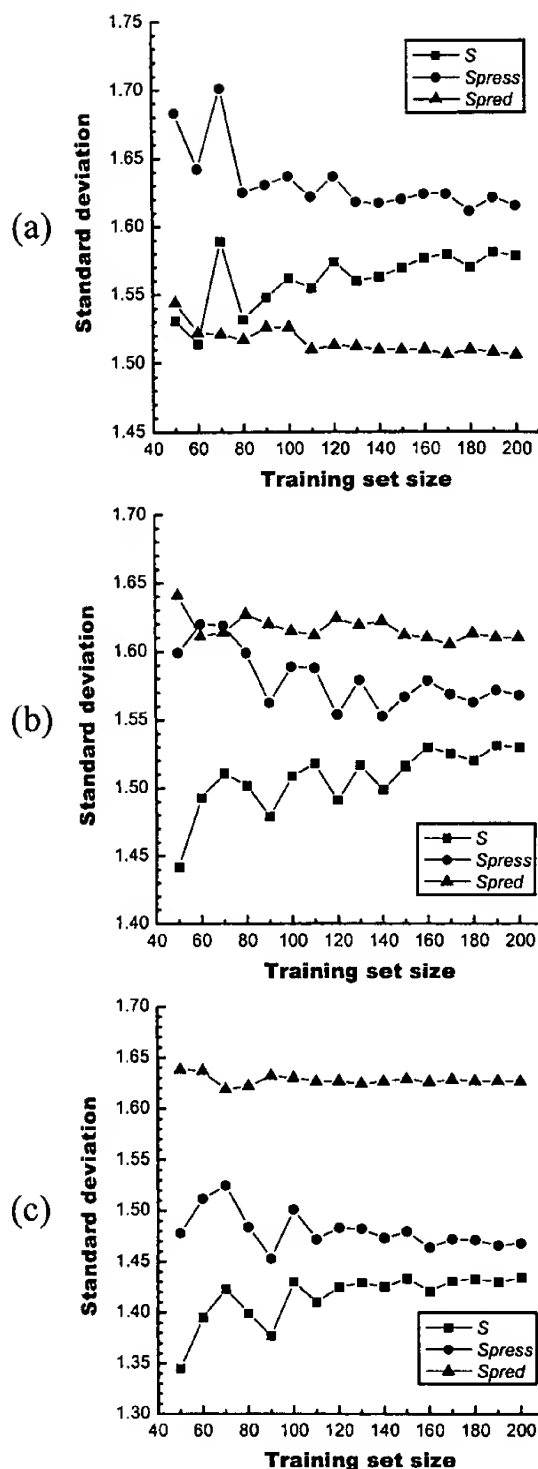 (a)
Standard deviation
1.75
1.70
1.65
1.60
1.55
1.50
1.45
S
Spress
Spred
40 60 80 100 120 140 160 180 200
Training set size
(b)
Standard deviation
1.70
1.65
1.60
1.55
1.50
1.45
1.40
S
Spress
Spred
40 60 80 100 120 140 160 180 200
Training set size
(c)
Standard deviation
1.70
1.65
1.60
1.55
1.50
1.45
1.40
1.35
1.30
S
Spress
Spred
40 60 80 100 120 140 160 180 200
Training set size